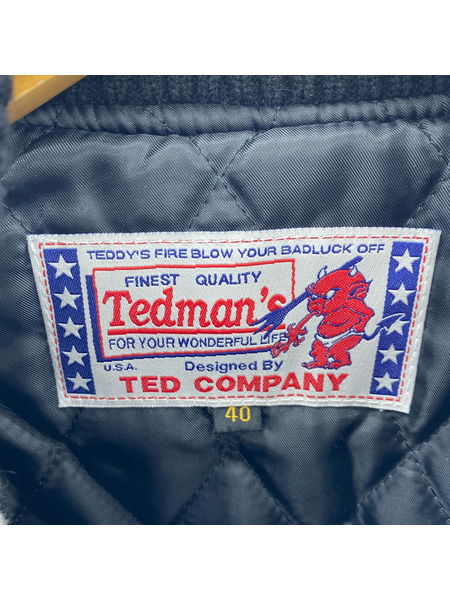 TEDDY'S FIRE BLOW YOUR BADLUCK OFF
FINEST QUALITY
Tedman's
FOR YOUR WONDERFUL LIFE
U.S.A. Designed By
TED COMPANY
40